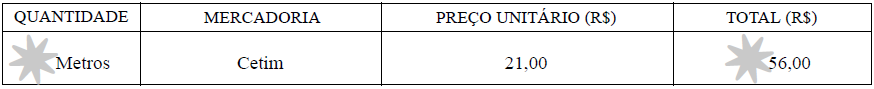 QUANTIDADE MERCADORIA PREÇO UNITÁRIO (R$) TOTAL (R$)
Metros Cetim 21,00 56,00